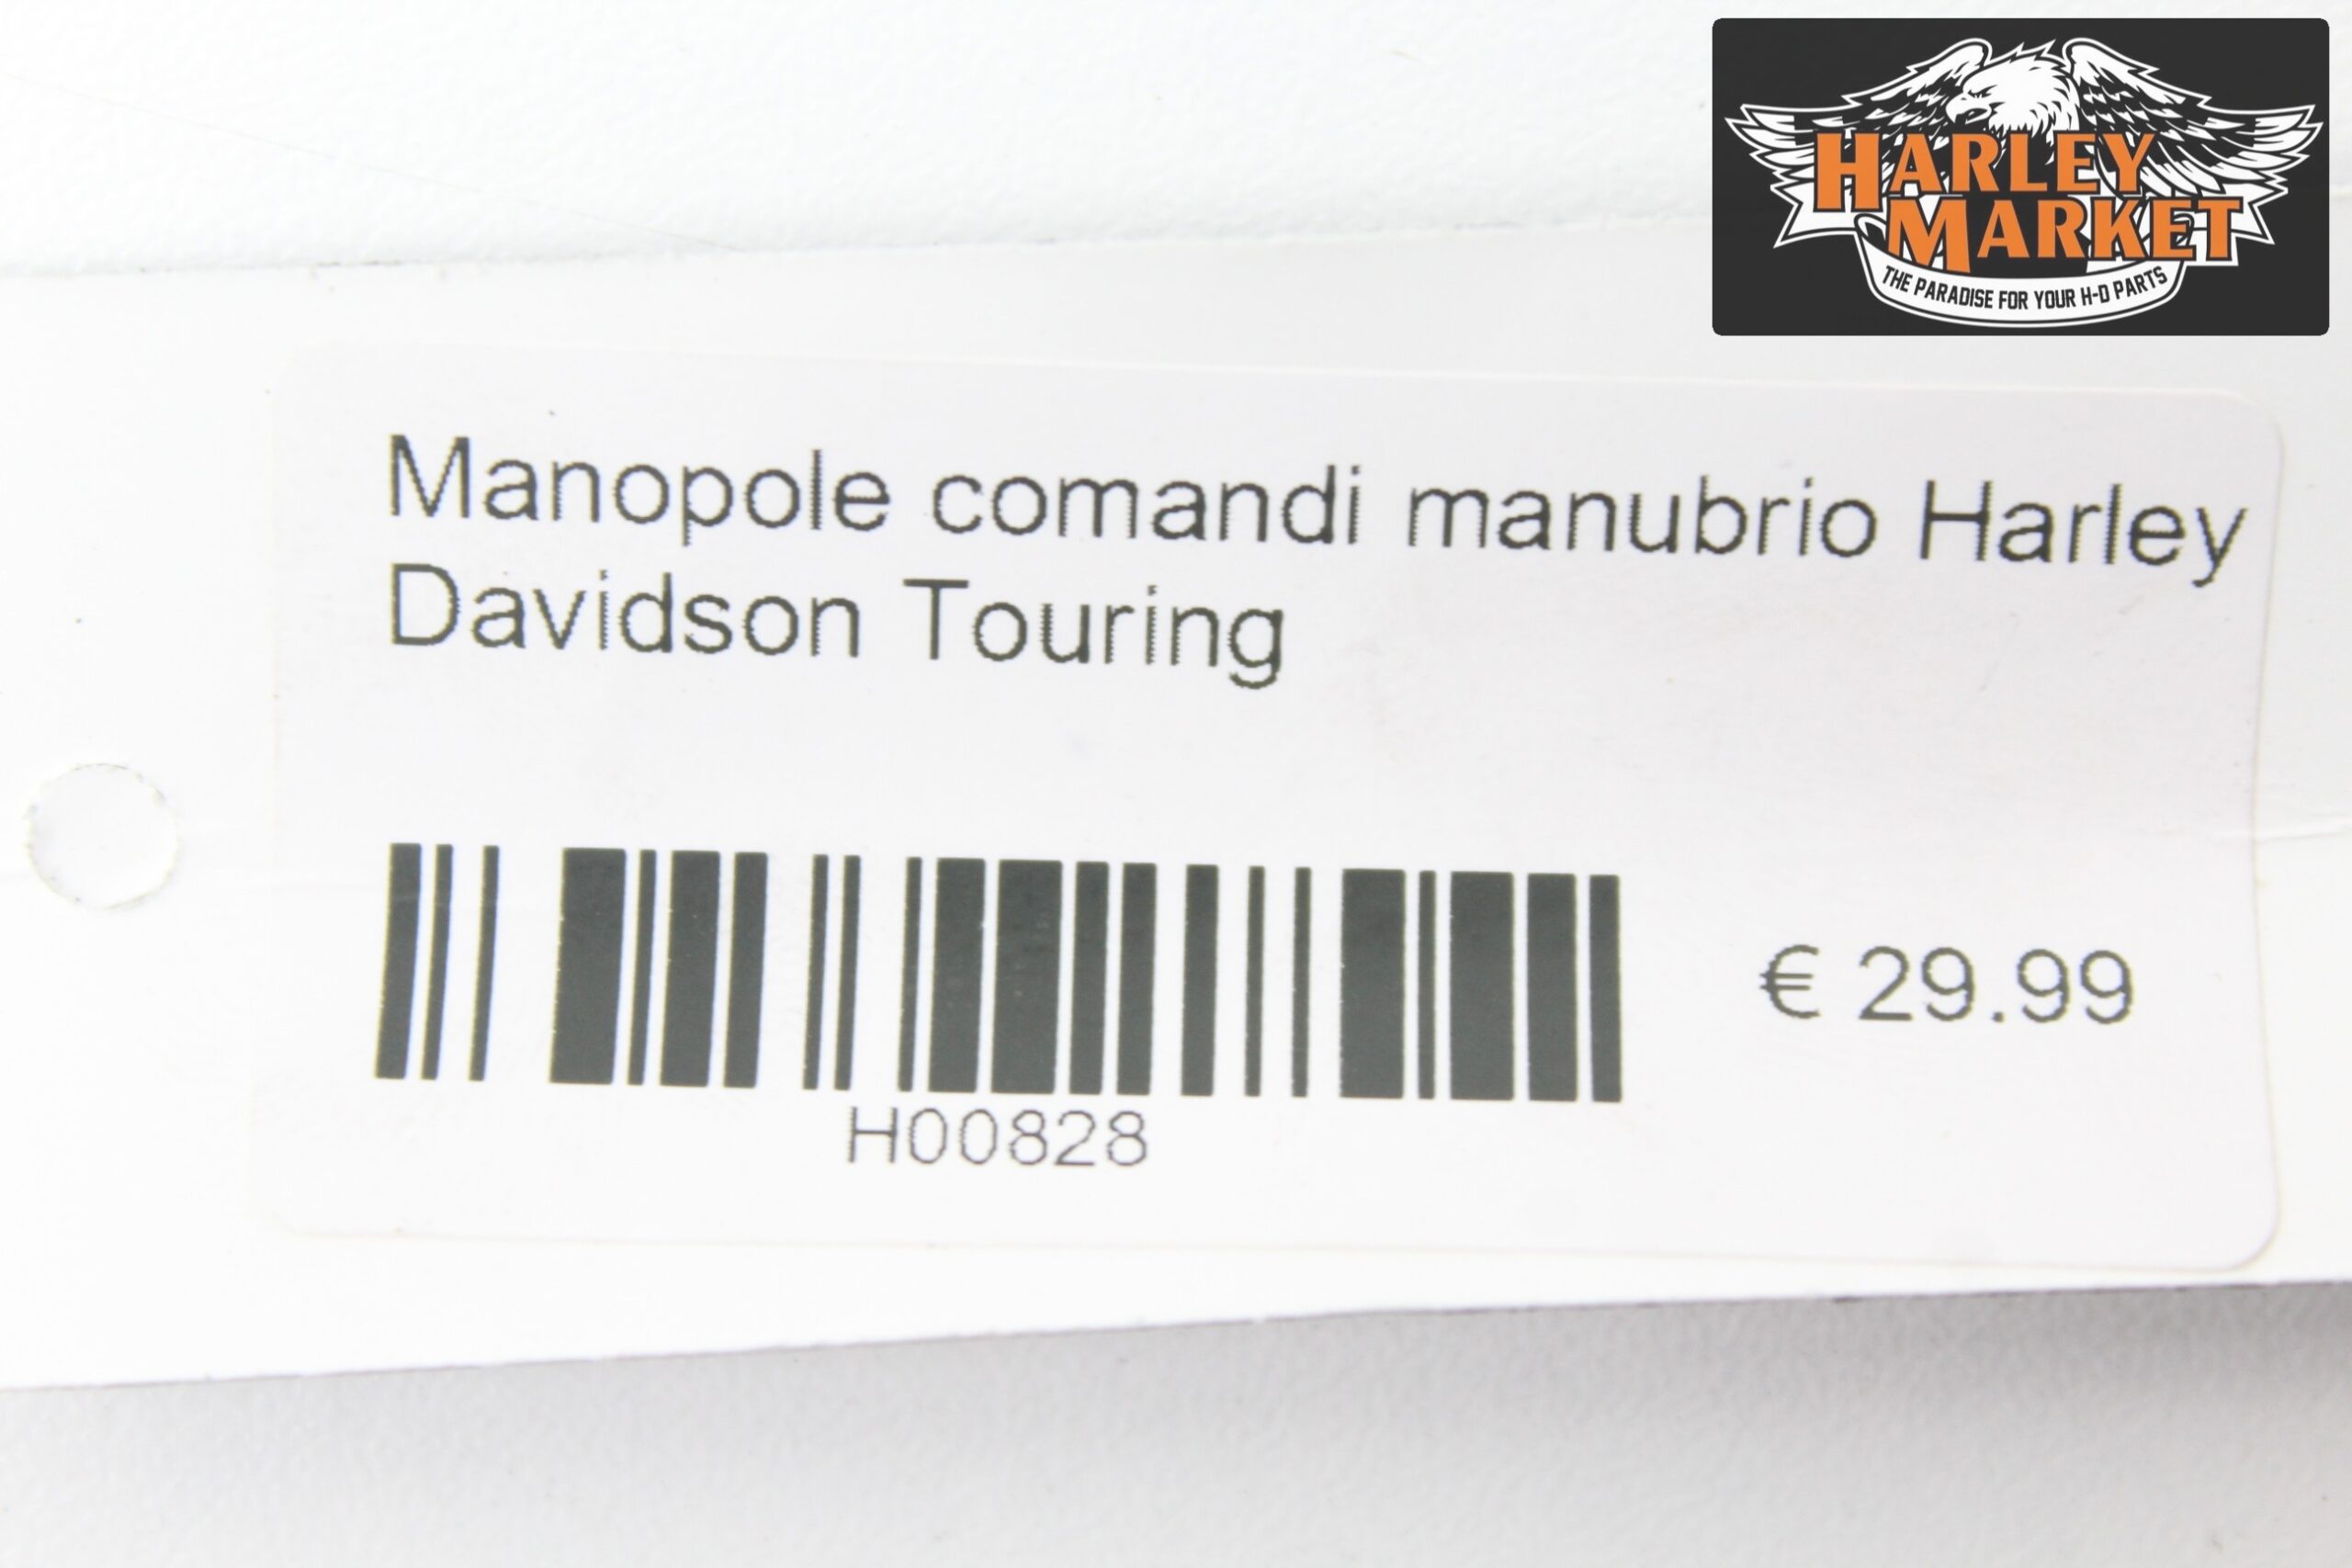 HARLEY
MARKET
THE PARADISE FOR YOUR H-D PARTS
Manopole comandi manubrio Harley
Davidson Touring
€ 29.99
H00828